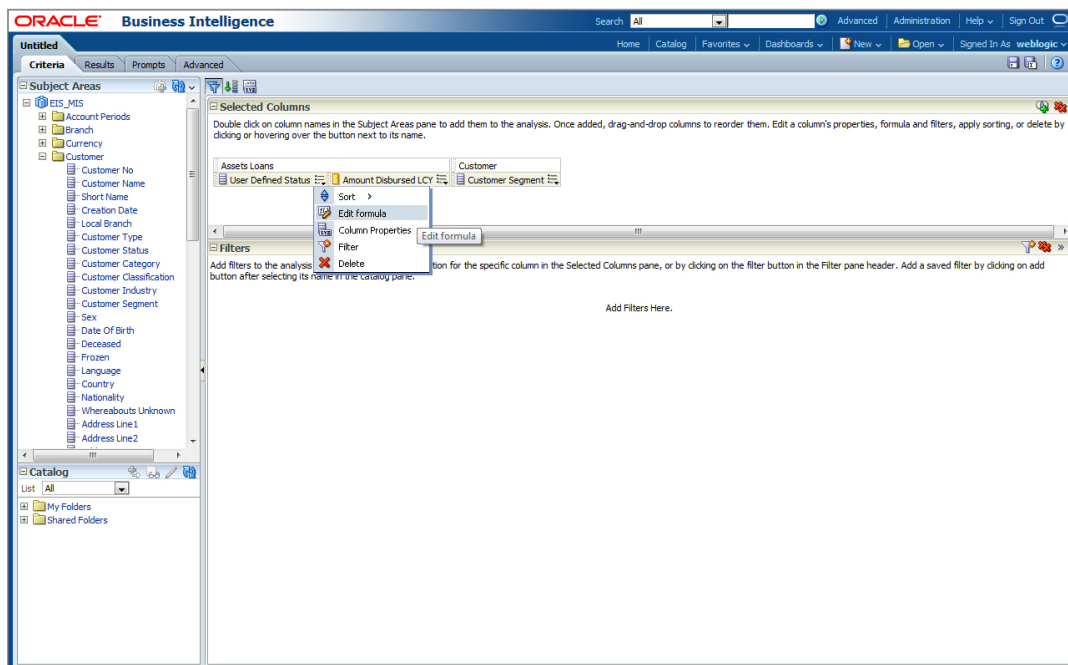 ORACLE Business Intelligence
Search All Advanced Administration Help Sign Out
Untitled
Home Catalog Favorites Dashboards New Open Signed In As weblogic
Criteria Results Prompts Advanced
Subject Areas
EIS_MIS
Account Periods
Branch
Currency
Customer
Customer No
Customer Name
Short Name
Creation Date
Local Branch
Customer Type
Customer Status
Customer Category
Customer Classification
Customer Industry
Customer Segment
Sex
Date Of Birth
Deceased
Frozen
Language
Country
Nationality
Whereabouts Unknown
Address Line1
Address Line2
Catalog
List All
My Folders
Shared Folders
Selected Columns
Double click on column names in the Subject Areas pane to add them to the analysis. Once added, drag-and-drop columns to reorder them. Edit a column's properties, formula and filters, apply sorting, or delete by
clicking or hovering over the button next to its name.
Assets Loans Customer
User Defined Status Amount Disbursed LCY Customer Segment
Sort
Edit formula
Column Properties
Filter
Delete
Edit formula
Filters
Add filters to the analysis tion for the specific column in the Selected Columns pane, or by clicking on the filter button in the Filter pane header. Add a saved filter by clicking on add
button after selecting its name in the catalog pane.
Add Filters Here.